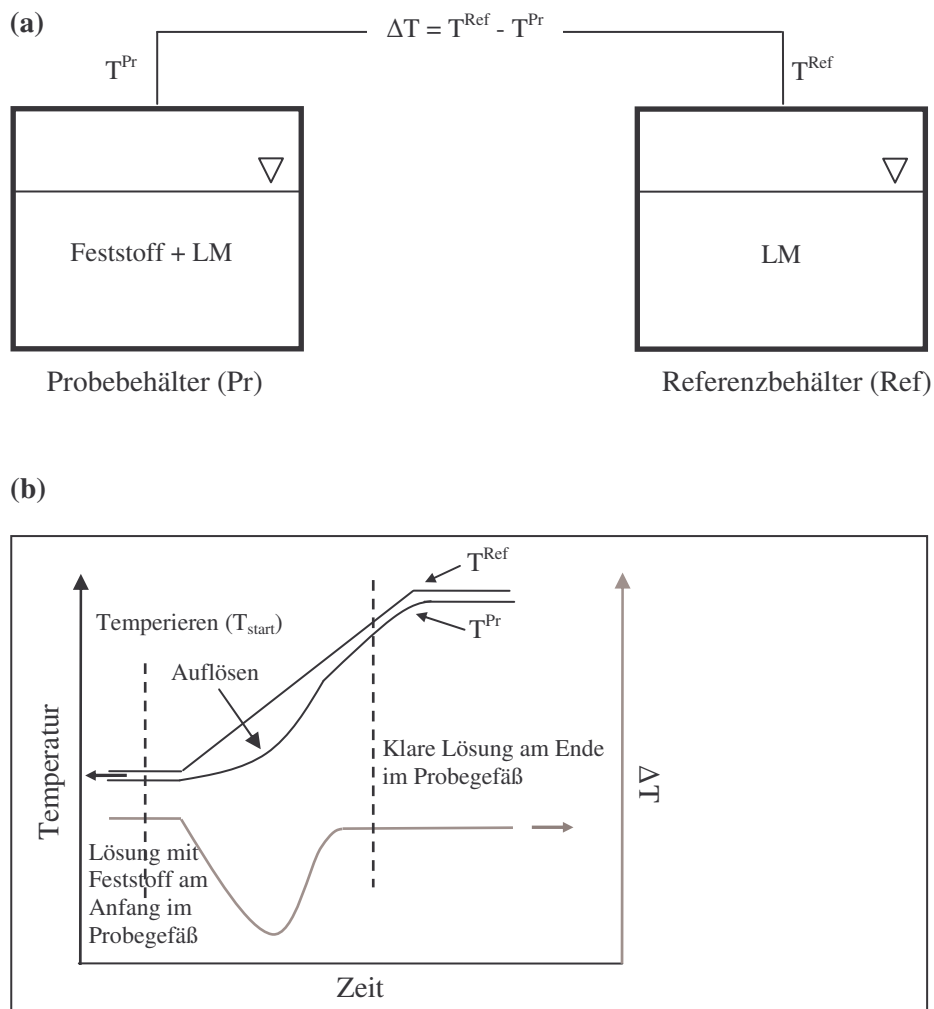 (a)
ΔT = T^Ref - T^Pr
T^Pr
T^Ref
Feststoff + LM
LM
Probebehälter (Pr)
Referenzbehälter (Ref)
(b)
T^Ref
Temperieren (T_start)
T^Pr
Auflösen
Klare Lösung am Ende
im Probegefäß
Temperatur
ΔT
Lösung mit
Feststoff am
Anfang im
Probegefäß
Zeit